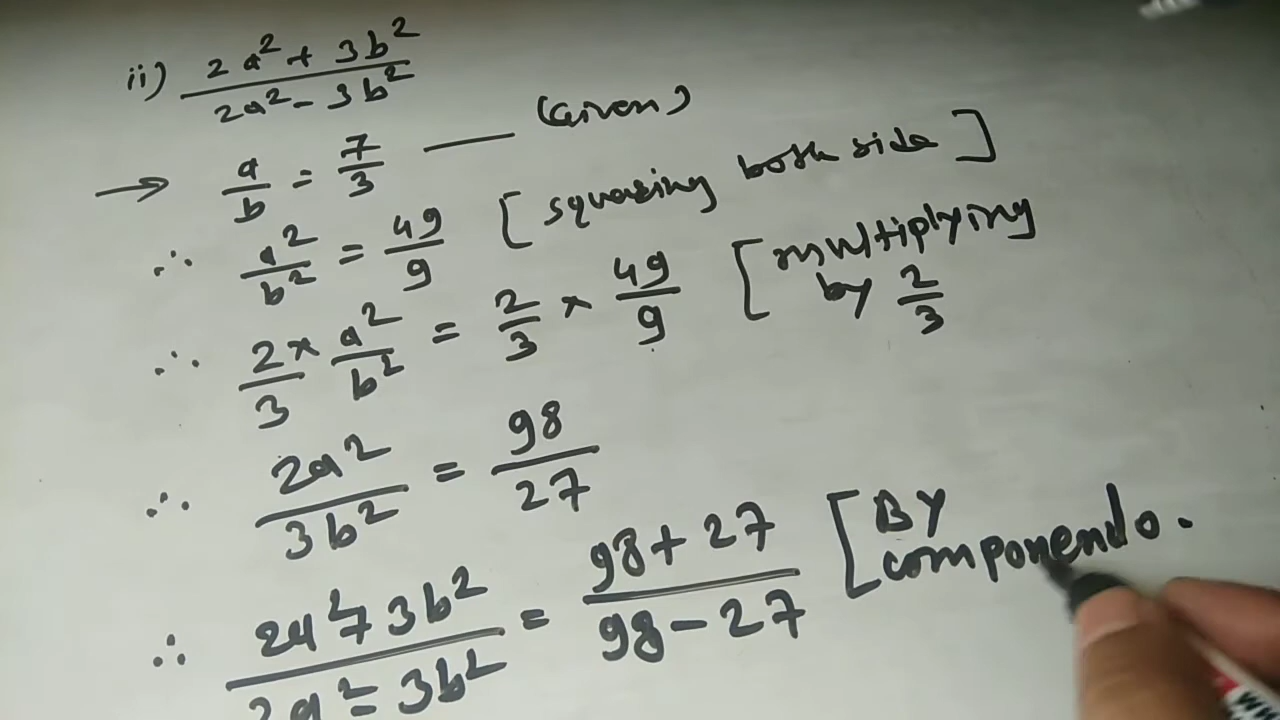 ii) (2a² + 3b²)/(2a² - 3b²)
→ a/b = 7/3 —— (Given)
∴ a²/b² = 49/9 [squaring both side]
∴ 2/3 × a²/b² = 2/3 × 49/9 [multiplying by 2/3
∴ 2a²/3b² = 98/27
∴ (2a² + 3b²)/(2a² - 3b²) = (98 + 27)/(98 - 27) [By componendo.